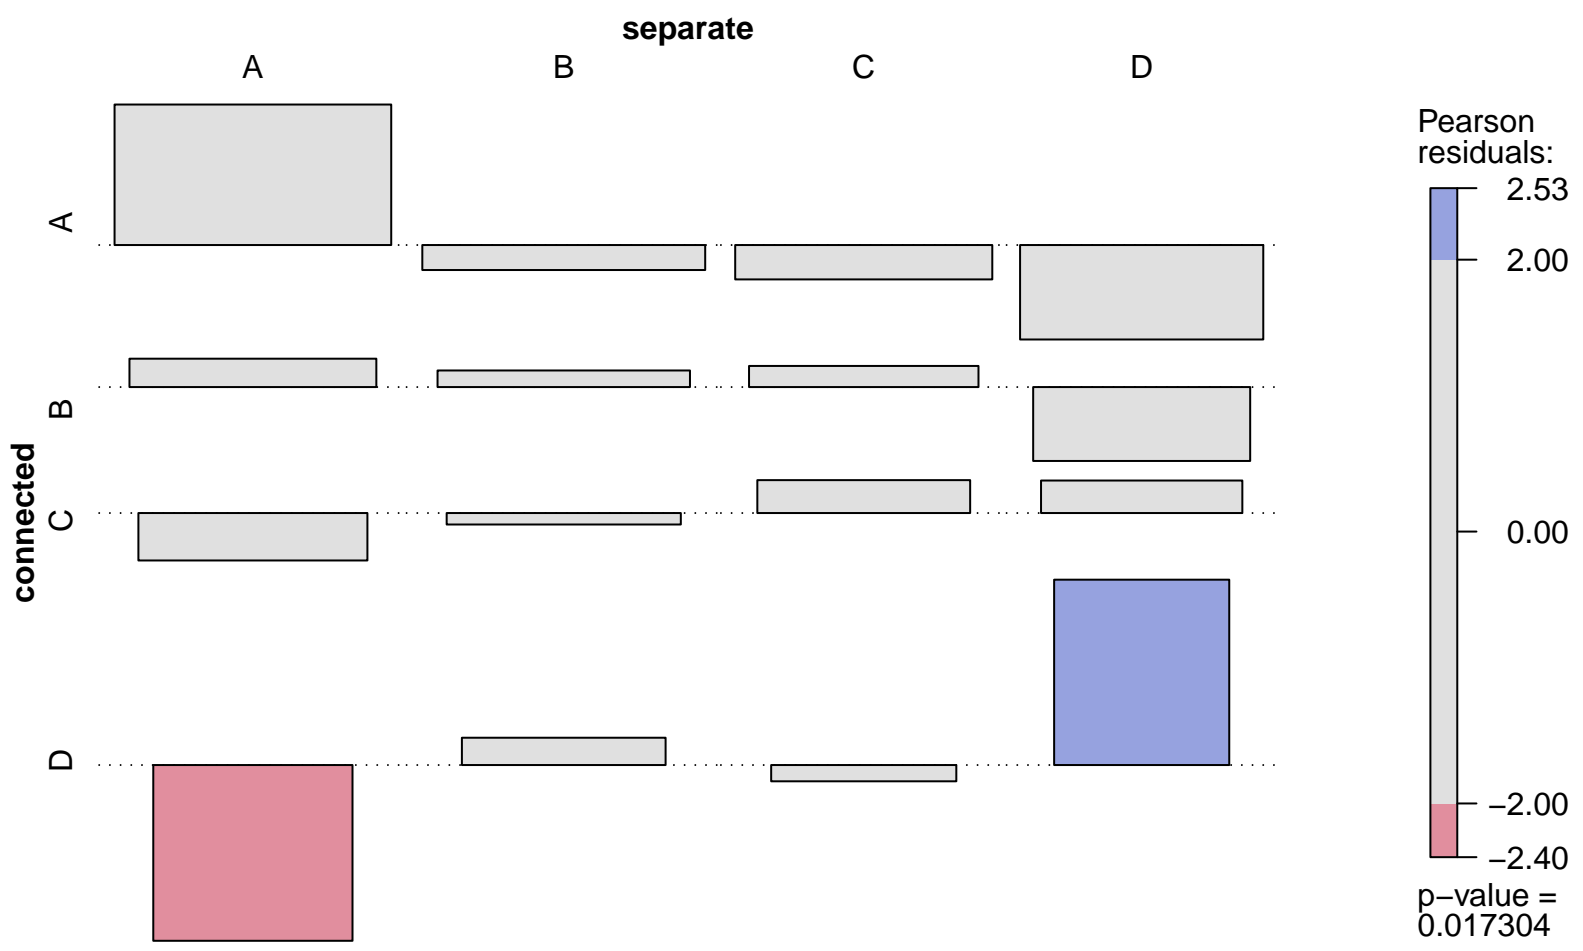 separate
A B C D
connected
A
B
C
D
Pearson
residuals:
2.53
2.00
0.00
−2.00
−2.40
p−value =
0.017304